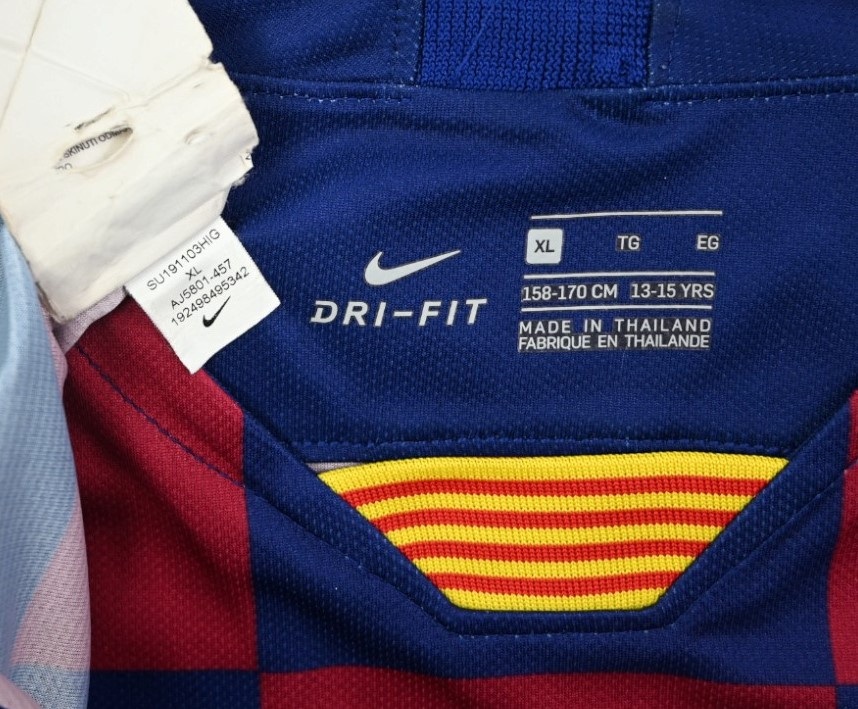 SU191103HIG
XL
AJ5801-457
192498495342
DRI-FIT
XL TG EG
158-170 CM 13-15 YRS
MADE IN THAILAND
FABRIQUE EN THAILANDE